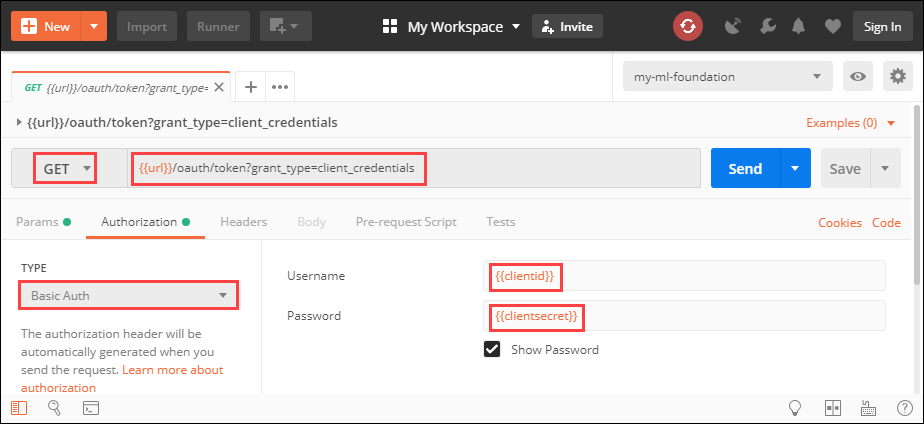 New
Import
Runner
My Workspace
Invite
Sign In
GET {{url}}/oauth/token?grant_type=
my-ml-foundation
{{url}}/oauth/token?grant_type=client_credentials
Examples (0)
GET
{{url}}/oauth/token?grant_type=client_credentials
Send
Save
Params
Authorization
Headers
Body
Pre-request Script
Tests
Cookies
Code
TYPE
Basic Auth
The authorization header will be
automatically generated when you
send the request. Learn more about
authorization
Username
{{clientid}}
Password
{{clientsecret}}
Show Password